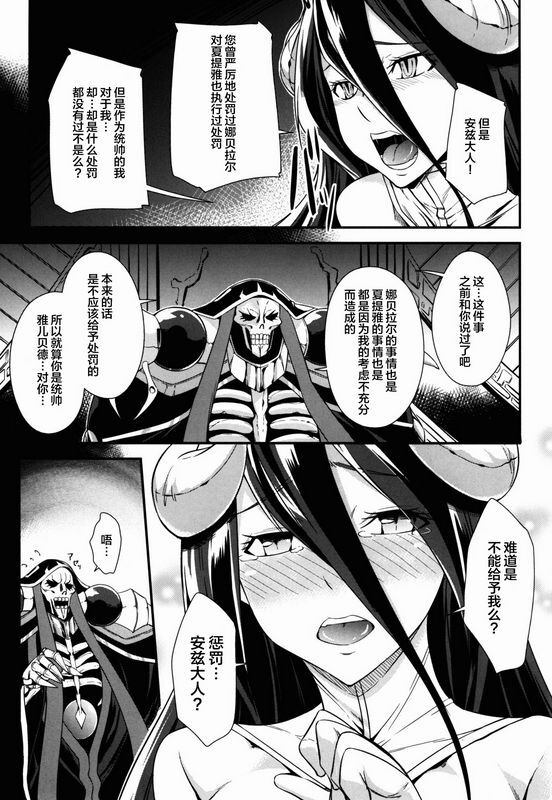 但是
安兹大人！
您曾严厉地处罚过娜贝拉尔
对夏提雅也执行过处罚
但是作为统帅的我
对于我…
却…却是什么处罚
都没有过不是么？
这…这件事
之前和你说过了吧
娜贝拉尔的事情也是
夏提雅的事情也是
都是因为我的考虑不充分
而造成的
本来的话
是不应该给予处罚的
所以就算你是统帅
雅儿贝德…对你…
难道是
不能给予我么？
惩罚…
安兹大人？
唔…